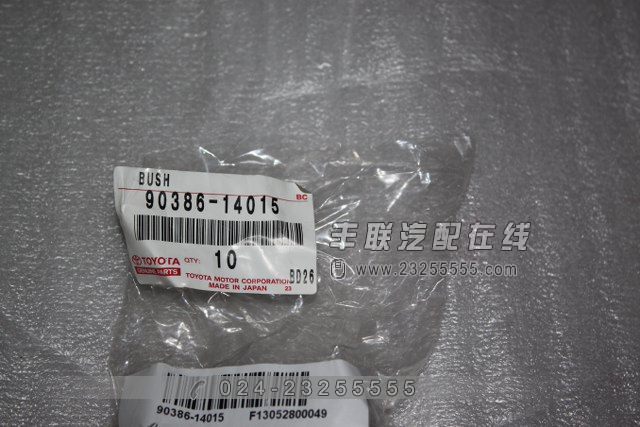 BUSH
90386-14015 BC
TOYOTA QTY: 10
GENUINE PARTS
TOYOTA MOTOR CORPORATION BD26
MADE IN JAPAN 23
丰联汽配在线
www.23255555.com
024-23255555
90386-14015 F13052800049